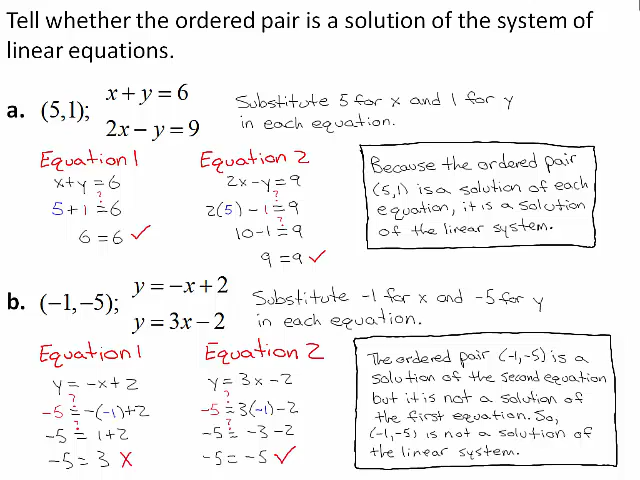 Tell whether the ordered pair is a solution of the system of
linear equations.
a. (5,1); x + y = 6
2x − y = 9
Substitute 5 for x and 1 for y
in each equation.
Equation 1
x+y = 6
5+1 ≟ 6
6 = 6 ✓
Equation 2
2x−y = 9
2(5) −1 ≟ 9
10−1 ≟ 9
9 = 9 ✓
Because the ordered pair
(5,1) is a solution of each
equation, it is a solution
of the linear system.
b. (−1,−5); y = −x + 2
y = 3x − 2
Substitute -1 for x and -5 for y
in each equation.
Equation 1
y = −x+2
-5 ≟ −(-1)+2
-5 ≟ 1+2
-5 = 3 X
Equation 2
y = 3x −2
-5 ≟ 3(-1) −2
-5 ≟ −3 −2
-5 = -5 ✓
The ordered pair (-1,-5) is a
solution of the second equation
but it is not a solution of
the first equation. So,
(-1,-5) is not a solution of
the linear system.